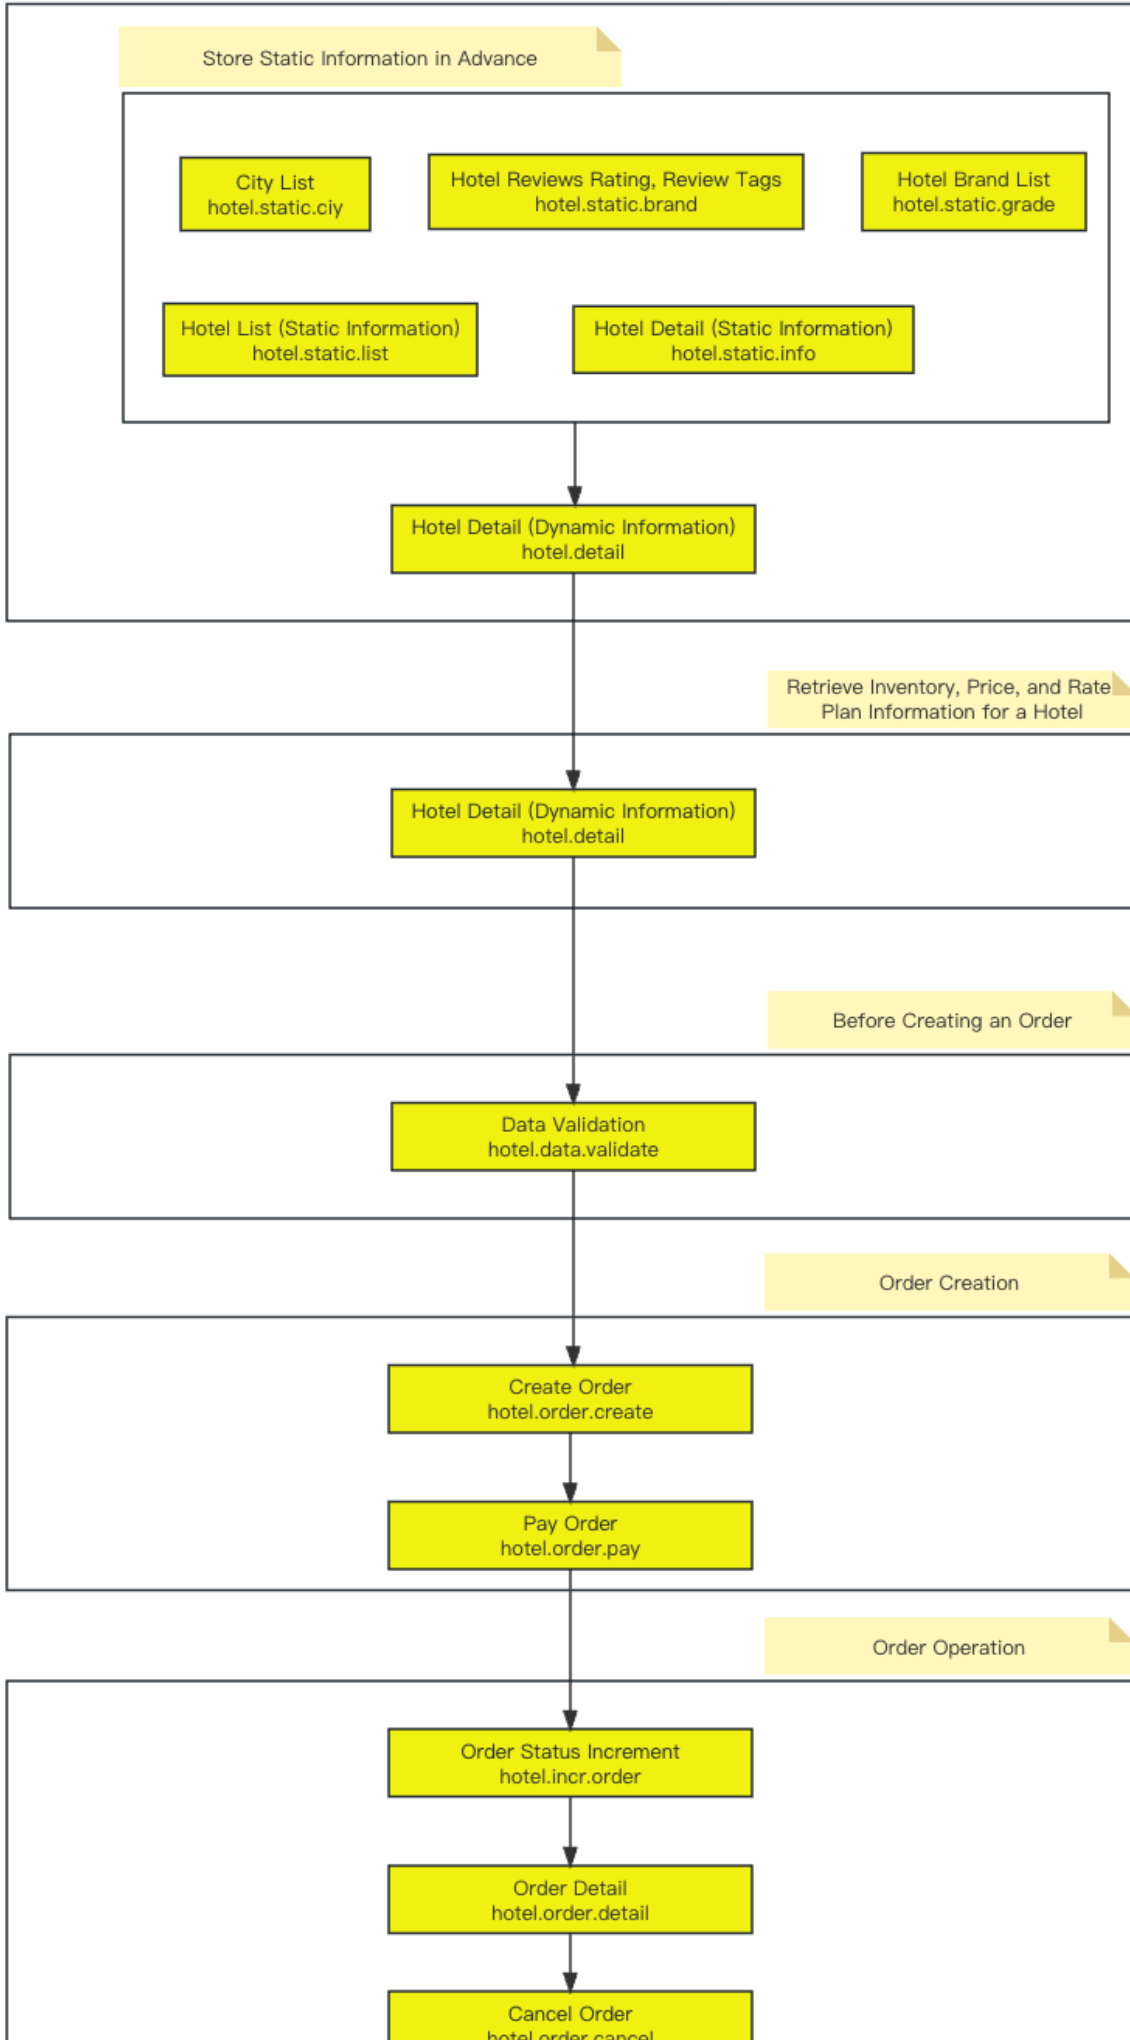 Store Static Information in Advance
City List
hotel.static.ciy
Hotel Reviews Rating, Review Tags
hotel.static.brand
Hotel Brand List
hotel.static.grade
Hotel List (Static Information)
hotel.static.list
Hotel Detail (Static Information)
hotel.static.info
Hotel Detail (Dynamic Information)
hotel.detail
Retrieve Inventory, Price, and Rate
Plan Information for a Hotel
Hotel Detail (Dynamic Information)
hotel.detail
Before Creating an Order
Data Validation
hotel.data.validate
Order Creation
Create Order
hotel.order.create
Pay Order
hotel.order.pay
Order Operation
Order Status Increment
hotel.incr.order
Order Detail
hotel.order.detail
Cancel Order
hotel.order.cancel